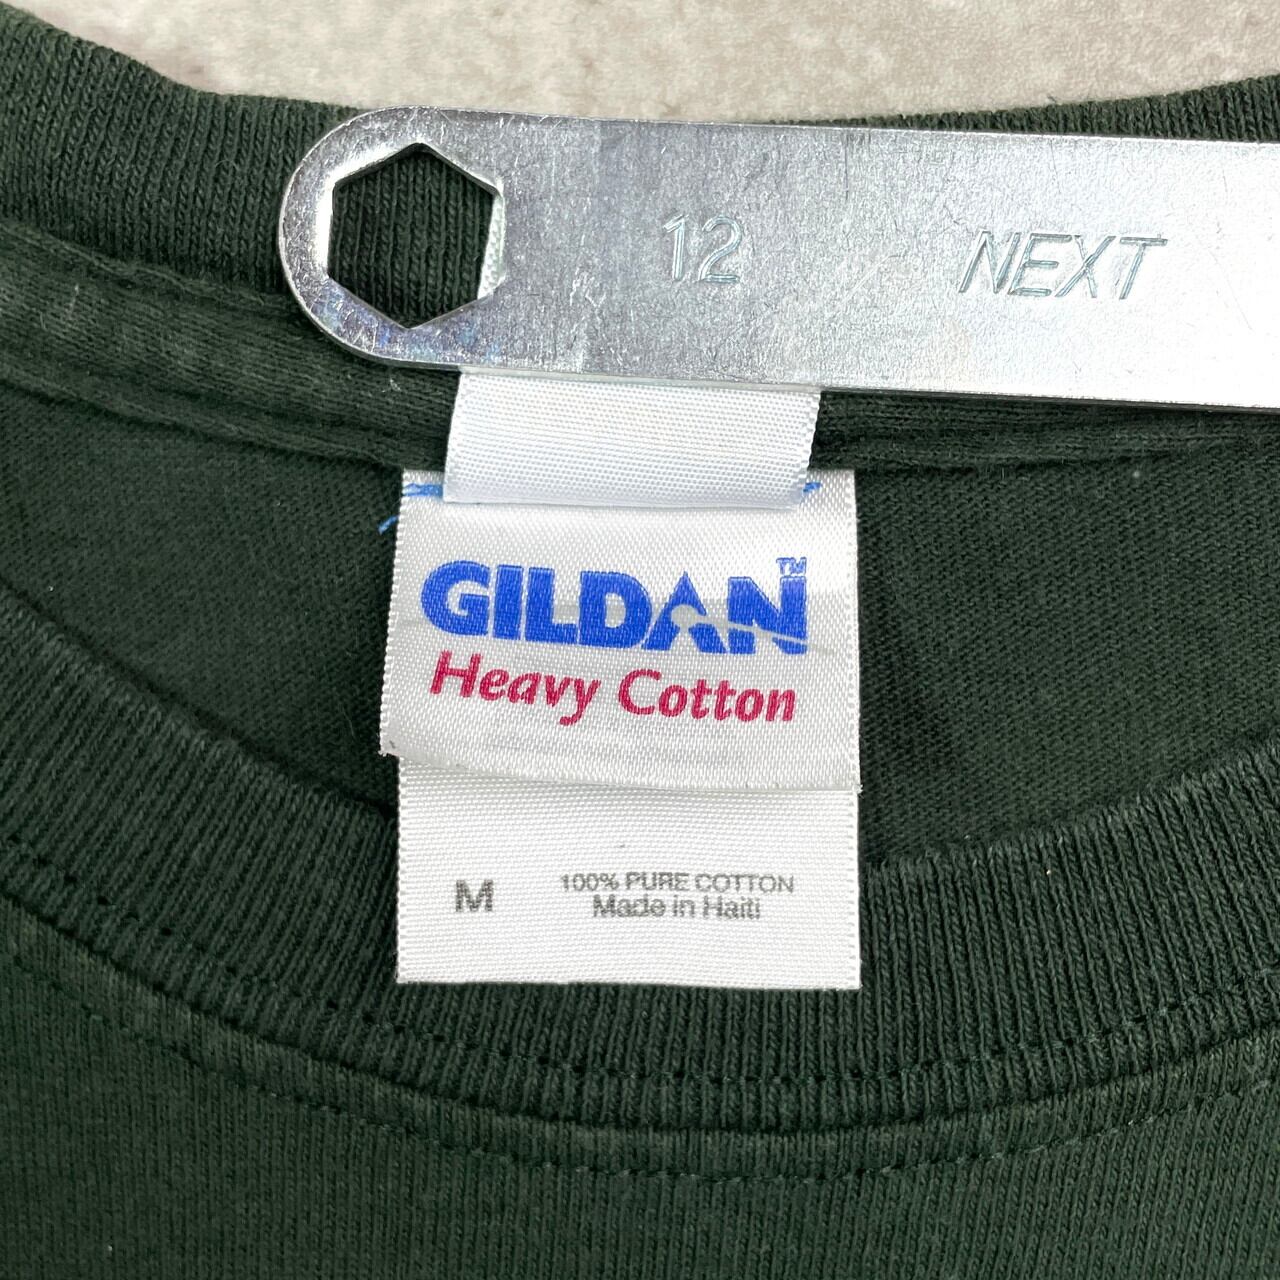 12 NEXT
GILDAN™
Heavy Cotton
M
100% PURE COTTON
Made in Haiti